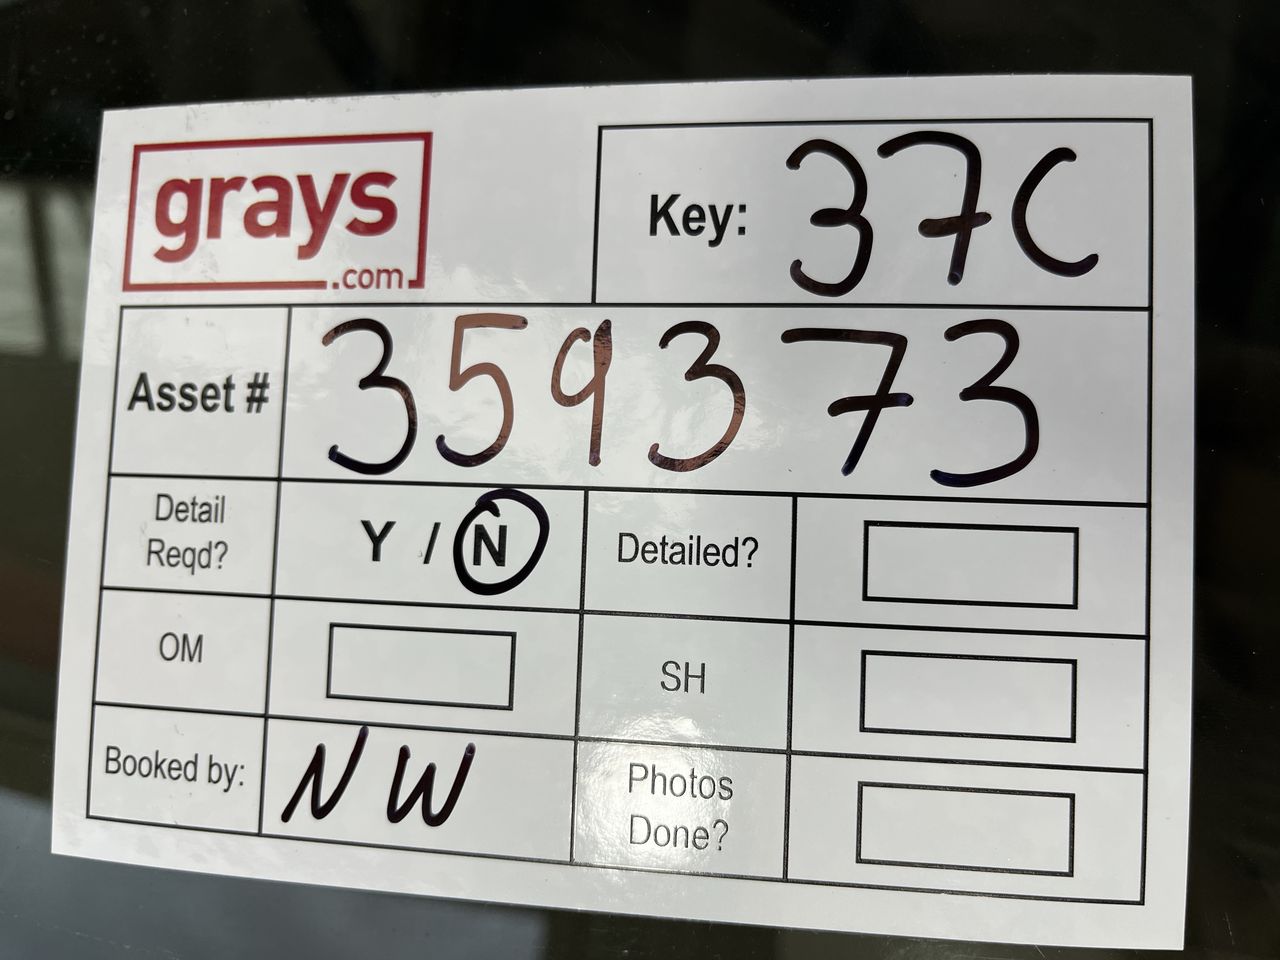 grays
.com
Key: 37C
Asset # 359373
Detail Reqd? Y / N Detailed?
OM SH
Booked by: NW Photos Done?